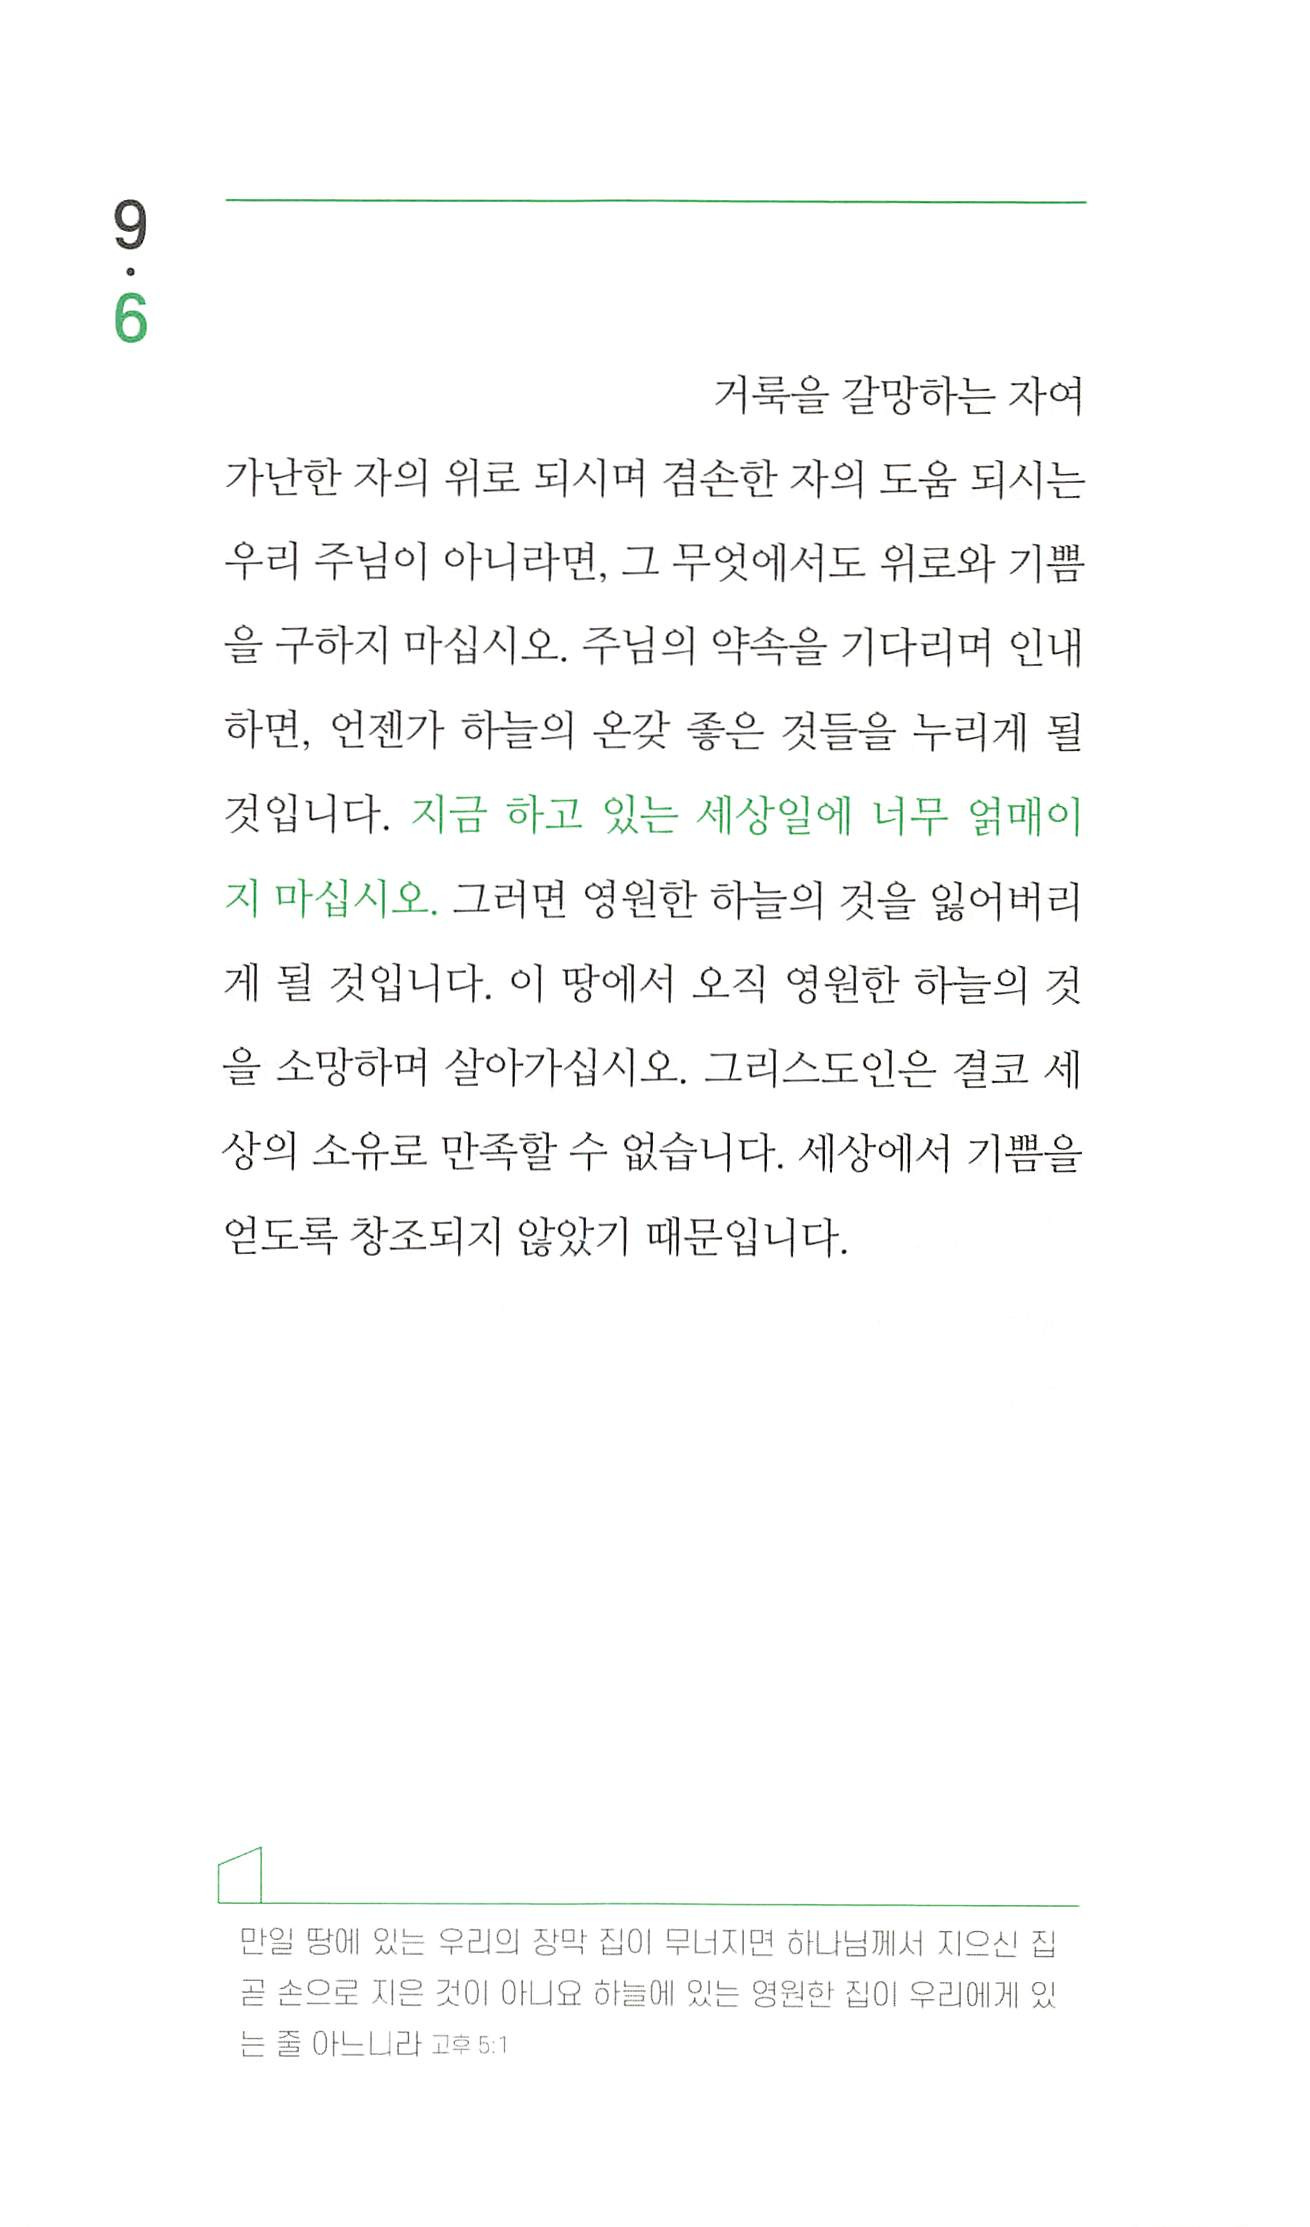 9
·
6
거룩을 갈망하는 자여
가난한 자의 위로 되시며 겸손한 자의 도움 되시는
우리 주님이 아니라면, 그 무엇에서도 위로와 기쁨
을 구하지 마십시오. 주님의 약속을 기다리며 인내
하면, 언젠가 하늘의 온갖 좋은 것들을 누리게 될
것입니다. 지금 하고 있는 세상일에 너무 얽매이
지 마십시오. 그러면 영원한 하늘의 것을 잃어버리
게 될 것입니다. 이 땅에서 오직 영원한 하늘의 것
을 소망하며 살아가십시오. 그리스도인은 결코 세
상의 소유로 만족할 수 없습니다. 세상에서 기쁨을
얻도록 창조되지 않았기 때문입니다.
만일 땅에 있는 우리의 장막 집이 무너지면 하나님께서 지으신 집
곧 손으로 지은 것이 아니요 하늘에 있는 영원한 집이 우리에게 있
는 줄 아느니라 고후 5:1